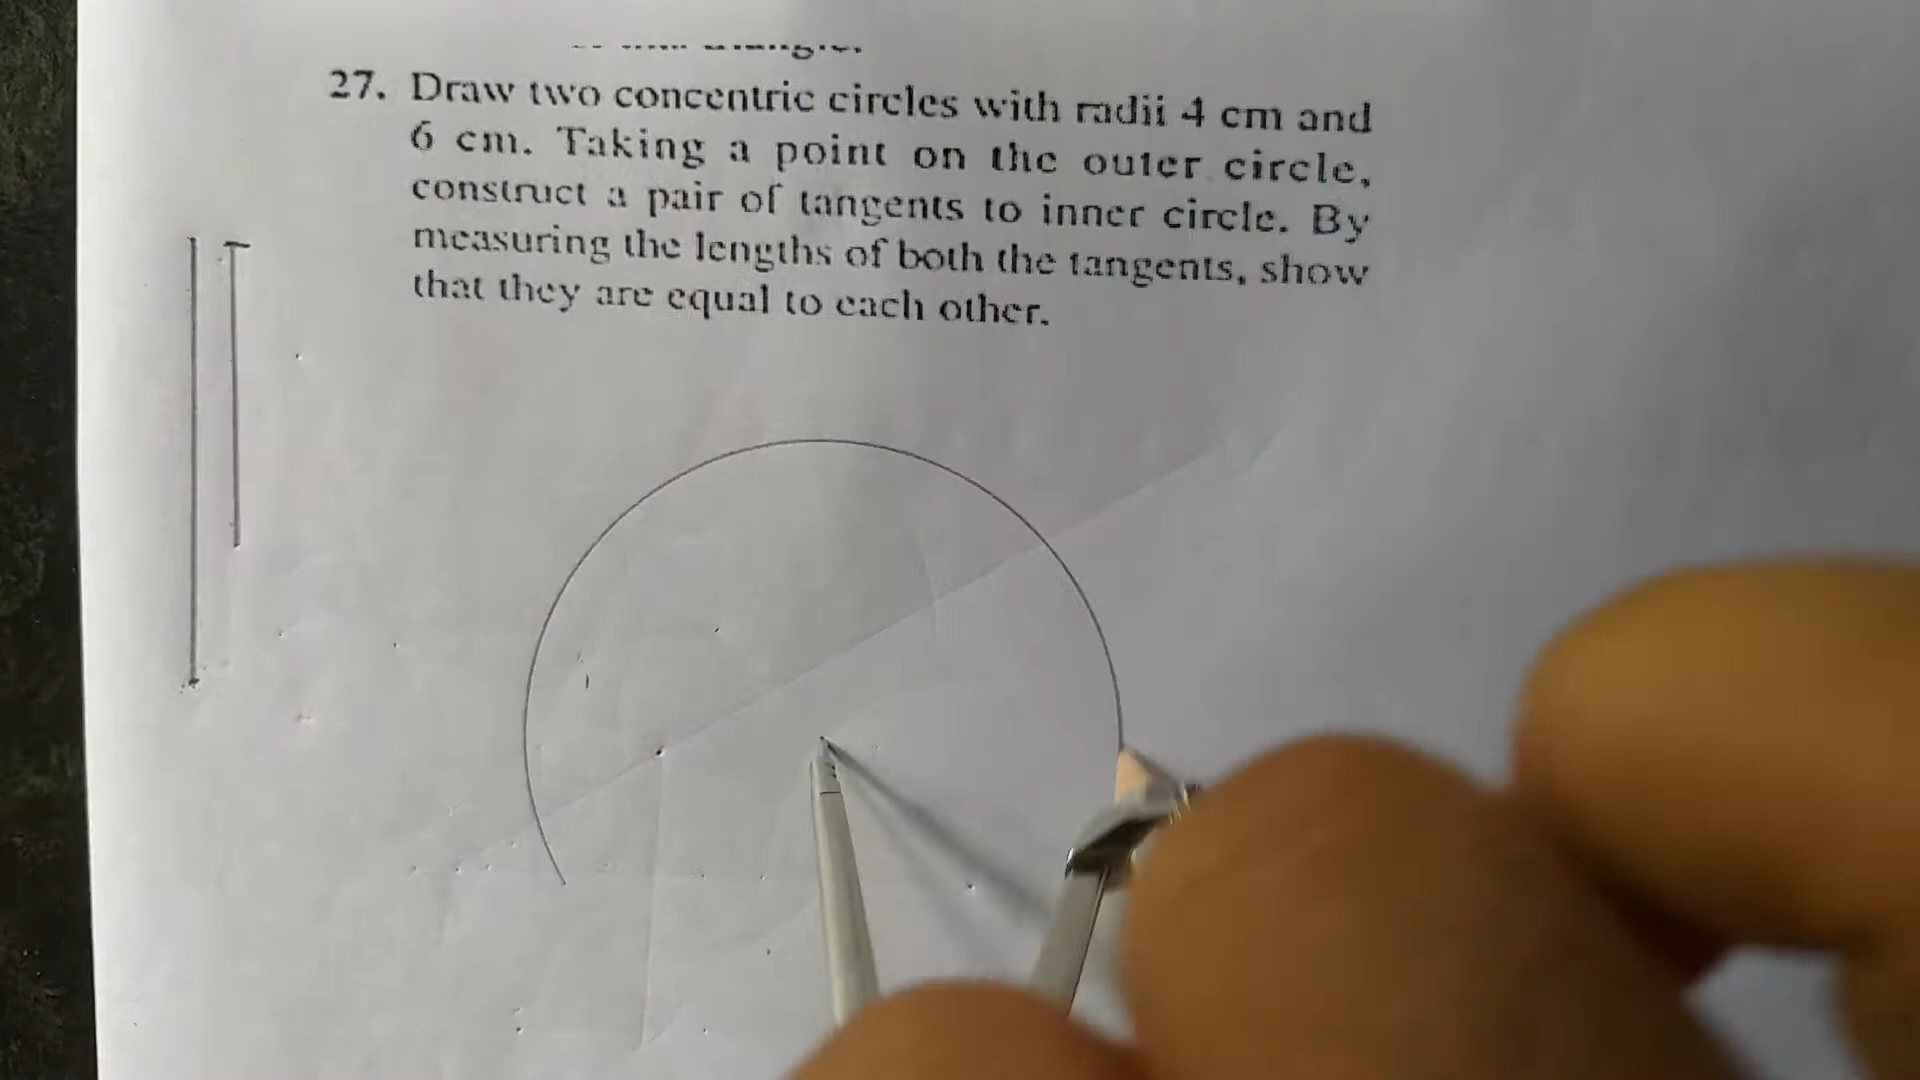 27. Draw two concentric circles with radii 4 cm and
6 cm. Taking a point on the outer circle,
construct a pair of tangents to inner circle. By
measuring the lengths of both the tangents, show
that they are equal to each other.